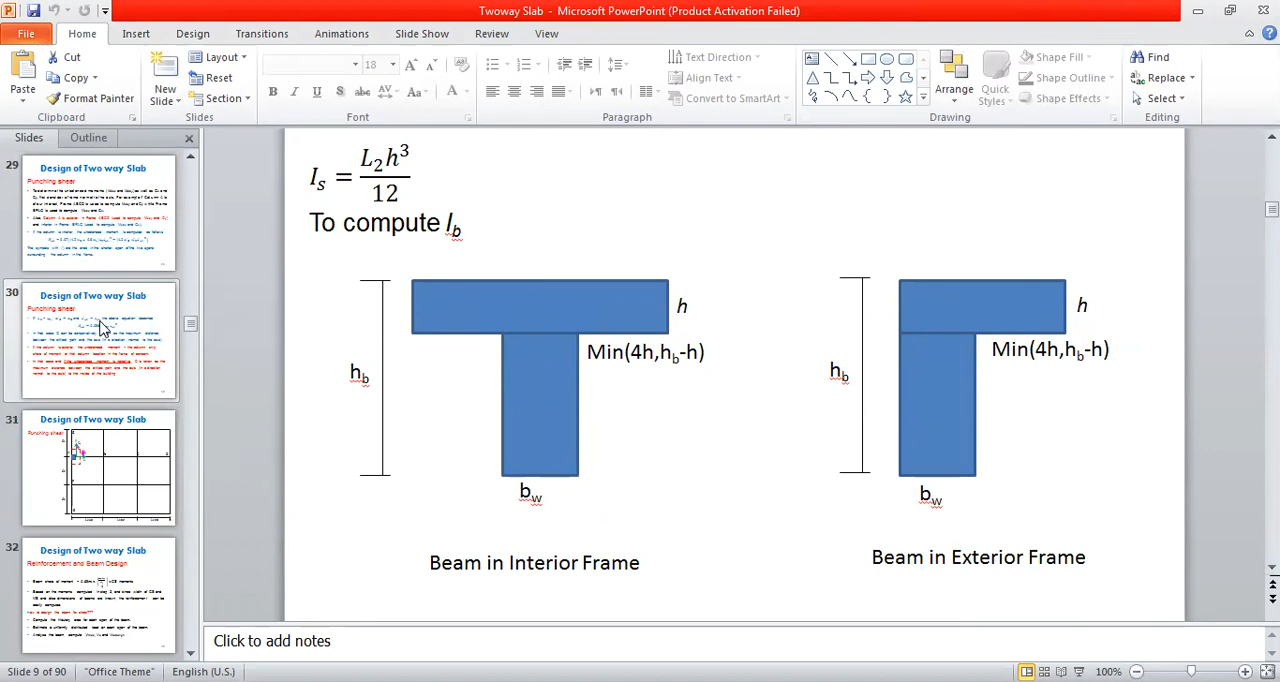 Twoway Slab - Microsoft PowerPoint (Product Activation Failed)
File Home Insert Design Transitions Animations Slide Show Review View
Paste
Cut
Copy
Format Painter
Clipboard
New Slide
Layout
Reset
Section
Slides
18
Font
Text Direction
Align Text
Convert to SmartArt
Paragraph
Arrange
Quick Styles
Shape Fill
Shape Outline
Shape Effects
Drawing
Find
Replace
Select
Editing
Slides Outline
29
Design of Two way Slab
Punching shear
30
Design of Two way Slab
Punching shear
31
Design of Two way Slab
Punching shear
32
Design of Two way Slab
Reinforcement and Beam Design
I_s = L_2h^3/12
To compute I_b
h
Min(4h,h_b-h)
h_b
b_w
Beam in Interior Frame
h
Min(4h,h_b-h)
h_b
b_w
Beam in Exterior Frame
Click to add notes
Slide 9 of 90 "Office Theme" English (U.S.) 100%